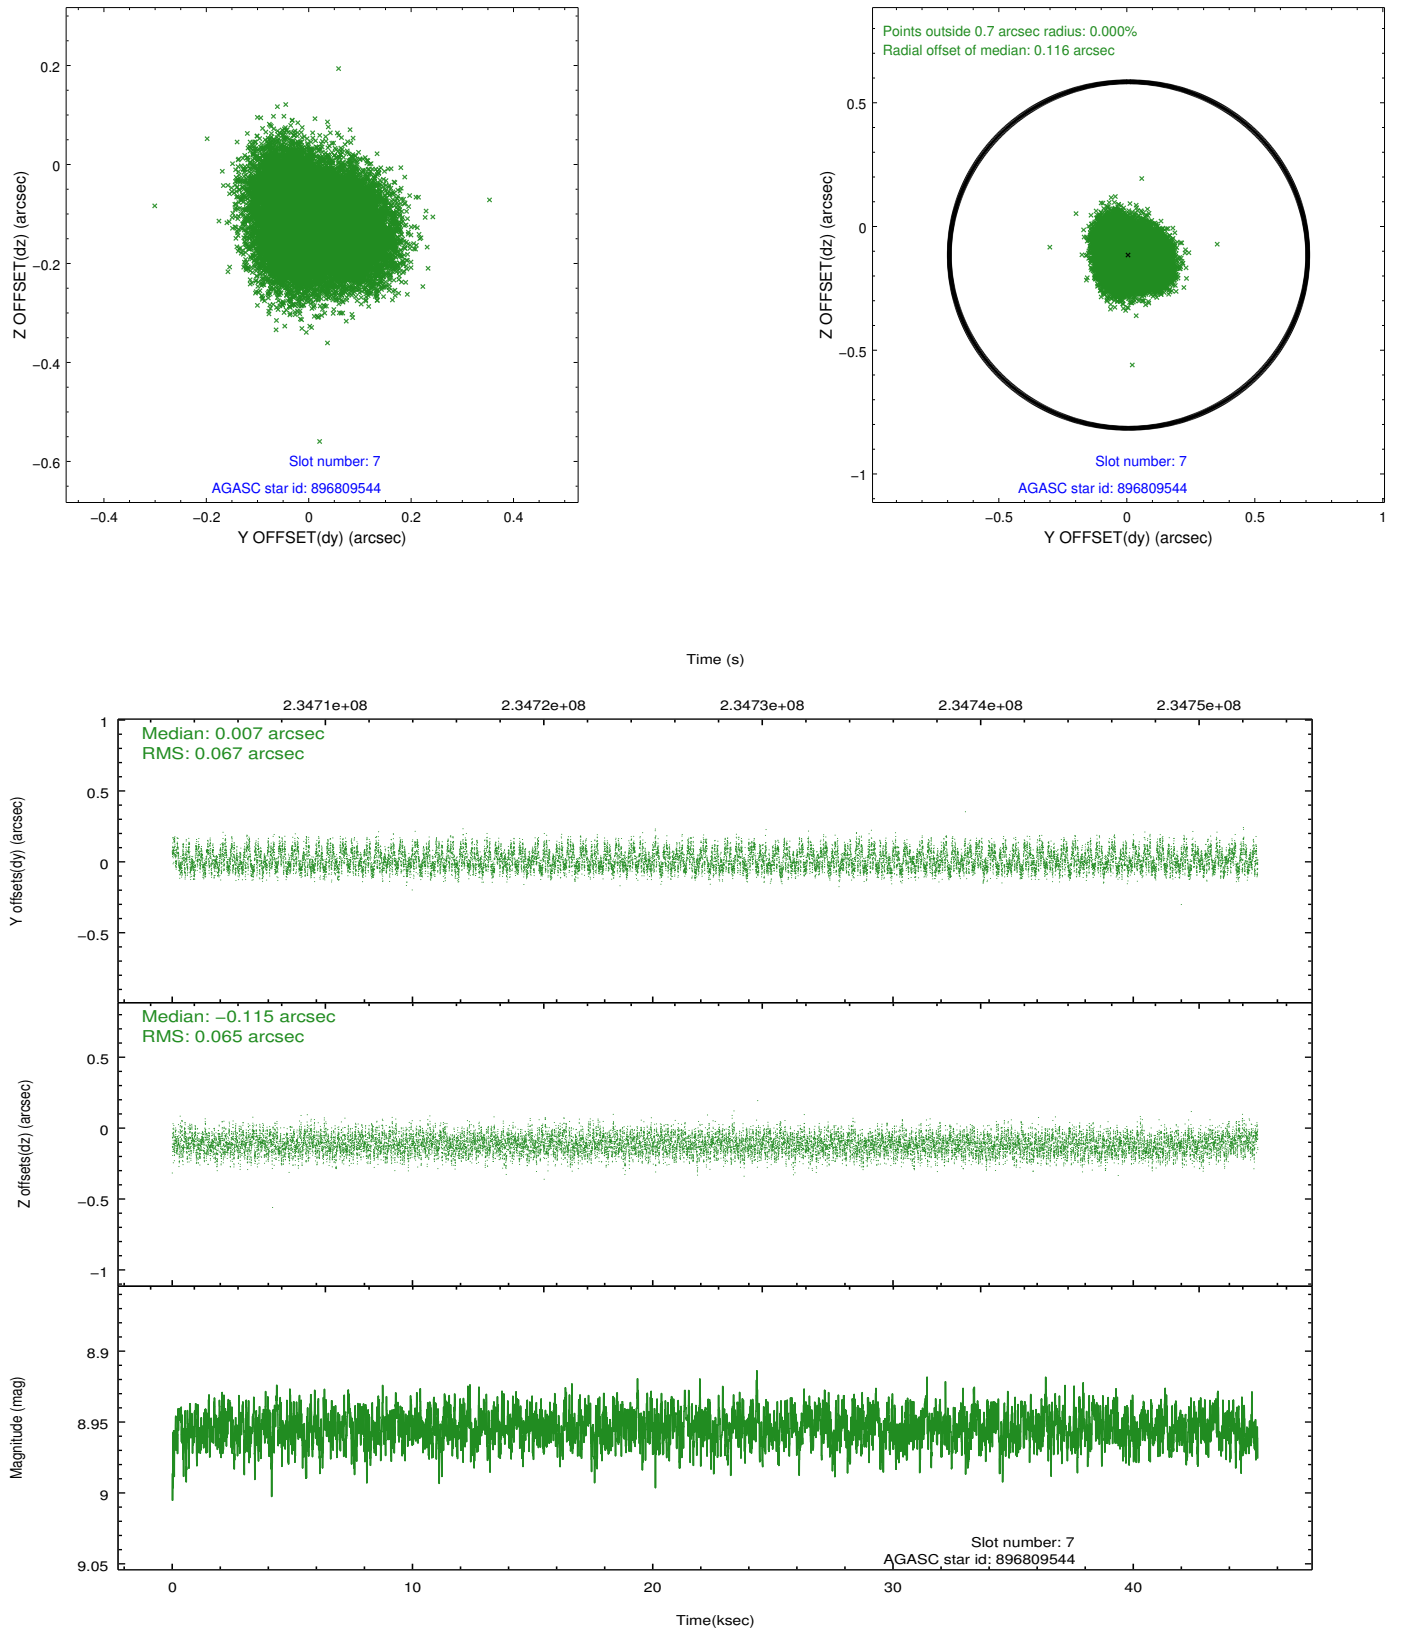 0.2
0
−0.2
−0.4
−0.6
Z OFFSET(dz) (arcsec)
Slot number: 7
AGASC star id: 896809544
−0.4
−0.2
0
0.2
0.4
Y OFFSET(dy) (arcsec)
Points outside 0.7 arcsec radius: 0.000%
Radial offset of median: 0.116 arcsec
0.5
0
−0.5
−1
Z OFFSET(dz) (arcsec)
Slot number: 7
AGASC star id: 896809544
−0.5
0
0.5
1
Y OFFSET(dy) (arcsec)
Time (s)
2.3471e+08
2.3472e+08
2.3473e+08
2.3474e+08
2.3475e+08
Median: 0.007 arcsec
RMS: 0.067 arcsec
1
0.5
0
−0.5
Y offsets(dy) (arcsec)
Median: −0.115 arcsec
RMS: 0.065 arcsec
0.5
0
−0.5
−1
Z offsets(dz) (arcsec)
8.9
8.95
9
9.05
Magnitude (mag)
Slot number: 7
AGASC star id: 896809544
0
10
20
30
40
Time(ksec)